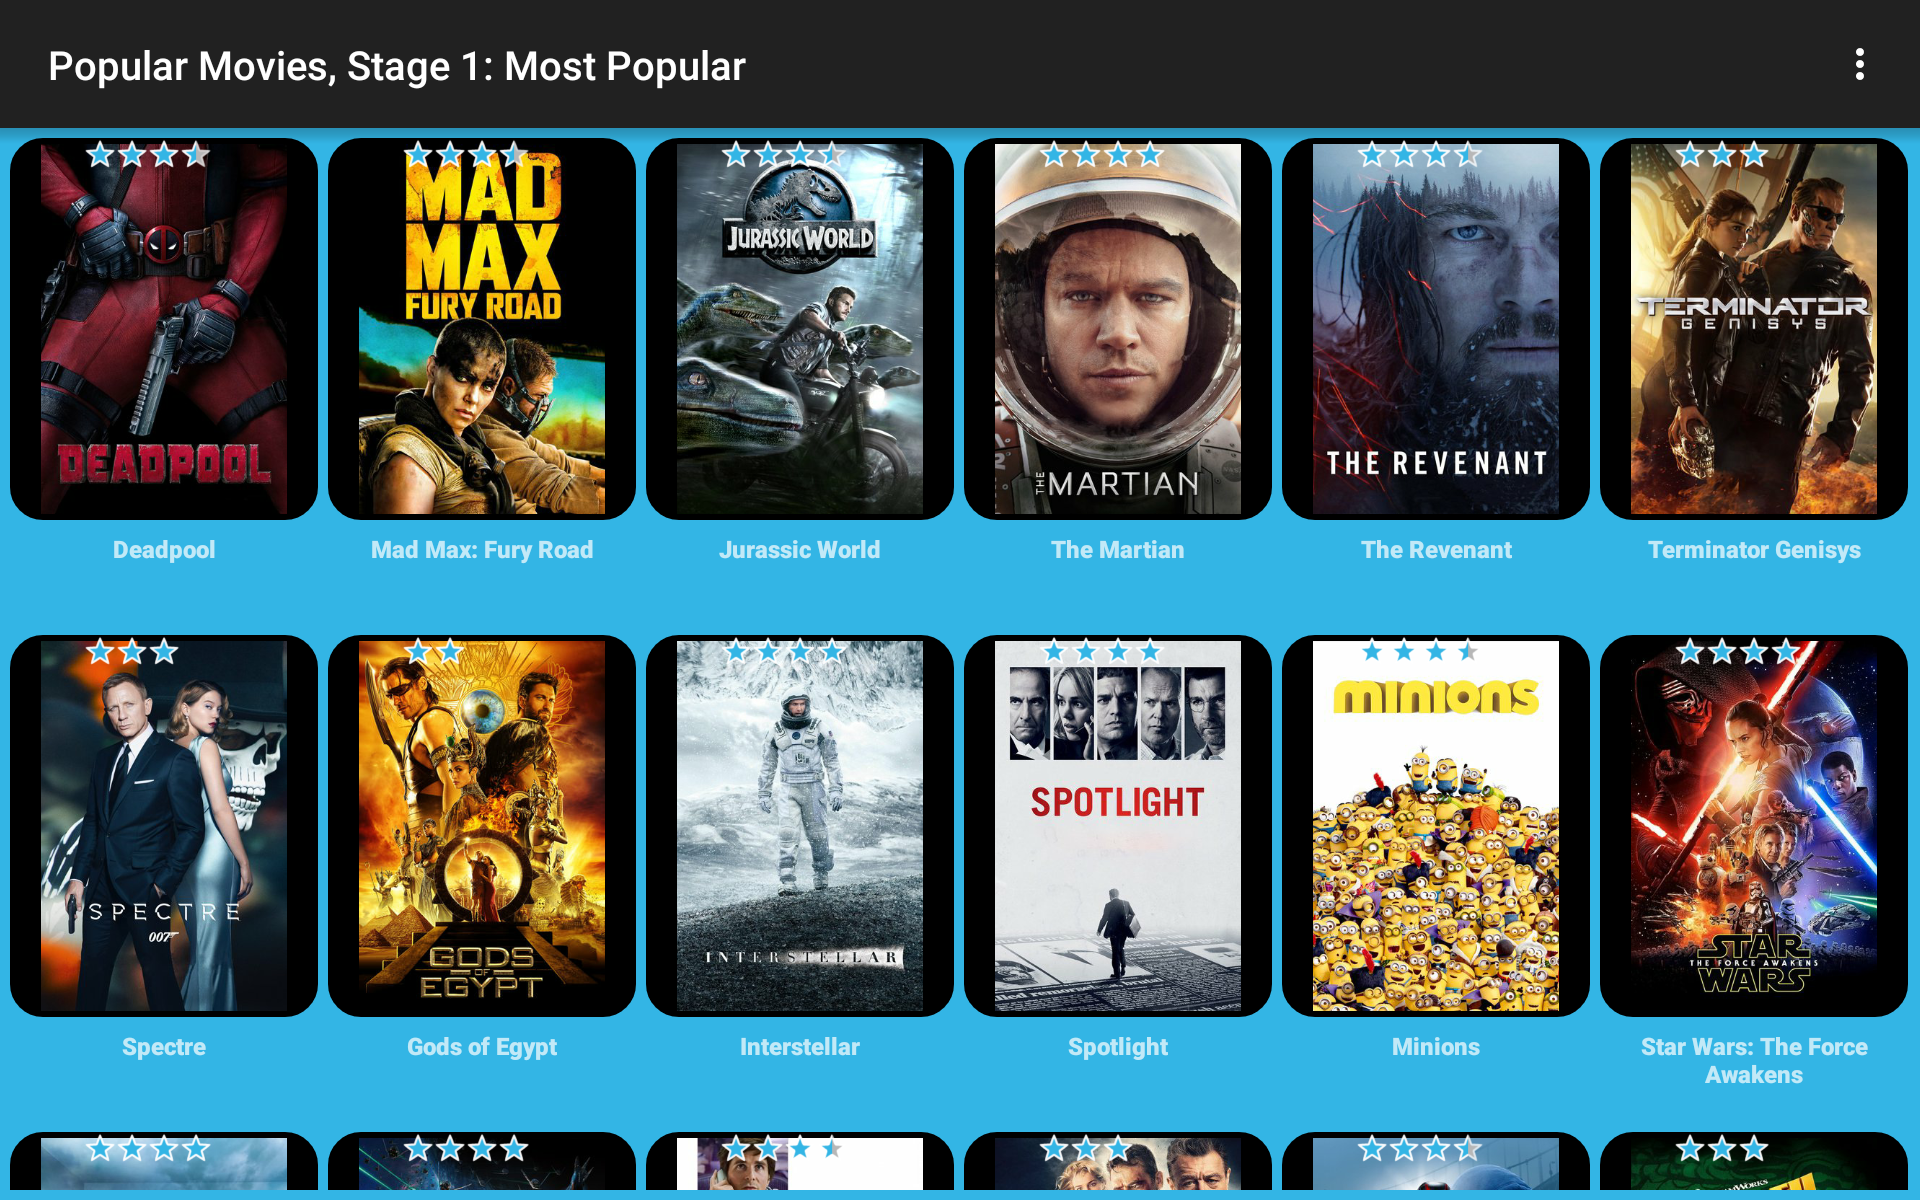 Popular Movies, Stage 1: Most Popular
DEADPOOL
MAD
MAX
FURY ROAD
JURASSIC WORLD
THE MARTIAN
THE REVENANT
TERMINATOR
GENISYS
Deadpool
Mad Max: Fury Road
Jurassic World
The Martian
The Revenant
Terminator Genisys
SPECTRE
007
GODS
OF
EGYPT
INTERSTELLAR
SPOTLIGHT
minions
STAR
THE FORCE AWAKENS
WARS
Spectre
Gods of Egypt
Interstellar
Spotlight
Minions
Star Wars: The Force
Awakens